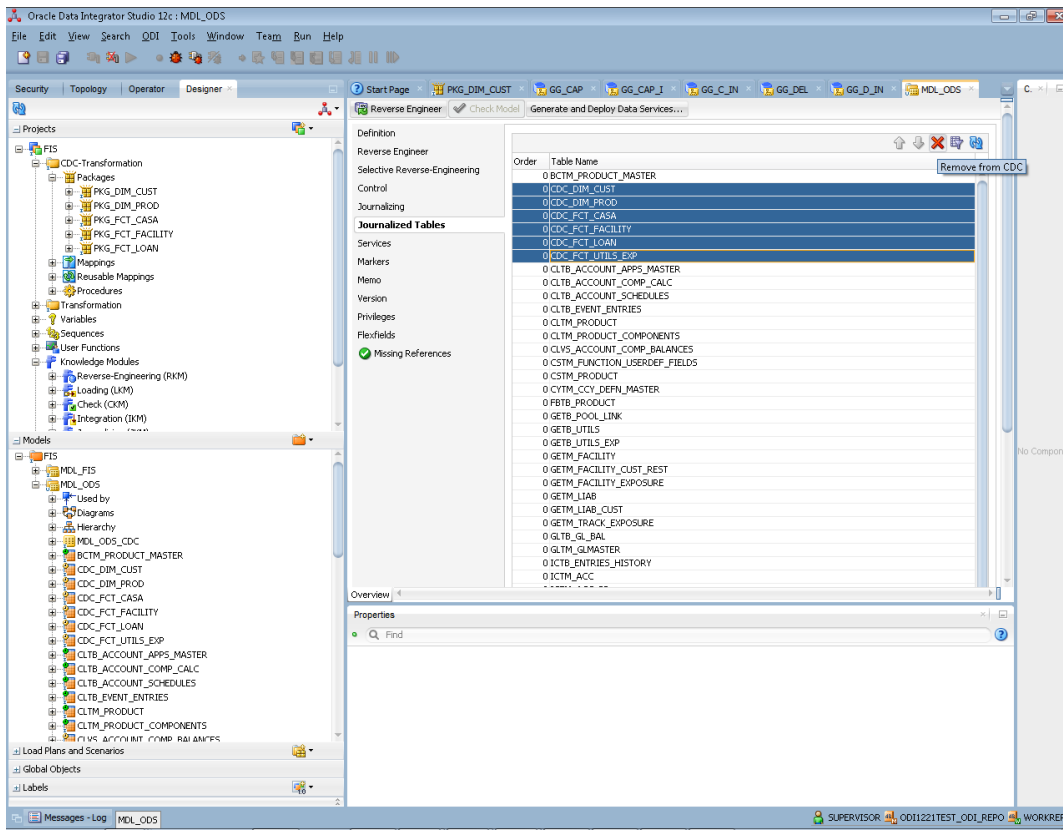 Oracle Data Integrator Studio 12c : MDL_ODS
File Edit View Search ODI Tools Window Team Run Help
Security Topology Operator Designer
Projects
FIS
CDC-Transformation
Packages
PKG_DIM_CUST
PKG_DIM_PROD
PKG_FCT_CASA
PKG_FCT_FACILITY
PKG_FCT_LOAN
Mappings
Reusable Mappings
Procedures
Transformation
Variables
Sequences
User Functions
Knowledge Modules
Reverse-Engineering (RKM)
Loading (LKM)
Check (CKM)
Integration (IKM)
Models
FIS
MDL_FIS
MDL_ODS
Used by
Diagrams
Hierarchy
MDL_ODS_CDC
BCTM_PRODUCT_MASTER
CDC_DIM_CUST
CDC_DIM_PROD
CDC_FCT_CASA
CDC_FCT_FACILITY
CDC_FCT_LOAN
CDC_FCT_UTILS_EXP
CLTB_ACCOUNT_APPS_MASTER
CLTB_ACCOUNT_COMP_CALC
CLTB_ACCOUNT_SCHEDULES
CLTB_EVENT_ENTRIES
CLTM_PRODUCT
CLTM_PRODUCT_COMPONENTS
CLVS_ACCOUNT_COMP_BALANCES
Load Plans and Scenarios
Global Objects
Labels
Start Page PKG_DIM_CUST GG_CAP GG_CAP_I GG_C_IN GG_DEL GG_D_IN MDL_ODS C.
Reverse Engineer Check Model Generate and Deploy Data Services...
Definition
Reverse Engineer
Selective Reverse-Engineering
Control
Journalizing
Journalized Tables
Services
Markers
Memo
Version
Privileges
Flexfields
Missing References
Remove from CDC
Order Table Name
0 BCTM_PRODUCT_MASTER
0 CDC_DIM_CUST
0 CDC_DIM_PROD
0 CDC_FCT_CASA
0 CDC_FCT_FACILITY
0 CDC_FCT_LOAN
0 CDC_FCT_UTILS_EXP
0 CLTB_ACCOUNT_APPS_MASTER
0 CLTB_ACCOUNT_COMP_CALC
0 CLTB_ACCOUNT_SCHEDULES
0 CLTB_EVENT_ENTRIES
0 CLTM_PRODUCT
0 CLTM_PRODUCT_COMPONENTS
0 CLVS_ACCOUNT_COMP_BALANCES
0 CSTM_FUNCTION_USERDEF_FIELDS
0 CSTM_PRODUCT
0 CYTM_CCY_DEFN_MASTER
0 FBTB_PRODUCT
0 GETB_POOL_LINK
0 GETB_UTILS
0 GETB_UTILS_EXP
0 GETM_FACILITY
0 GETM_FACILITY_CUST_REST
0 GETM_FACILITY_EXPOSURE
0 GETM_LIAB
0 GETM_LIAB_CUST
0 GETM_TRACK_EXPOSURE
0 GLTB_GL_BAL
0 GLTM_GLMASTER
0 ICTB_ENTRIES_HISTORY
0 ICTM_ACC
Overview
No Compon
Properties
Find
Messages - Log MDL_ODS
SUPERVISOR ODI1221TEST_ODI_REPO WORKRE